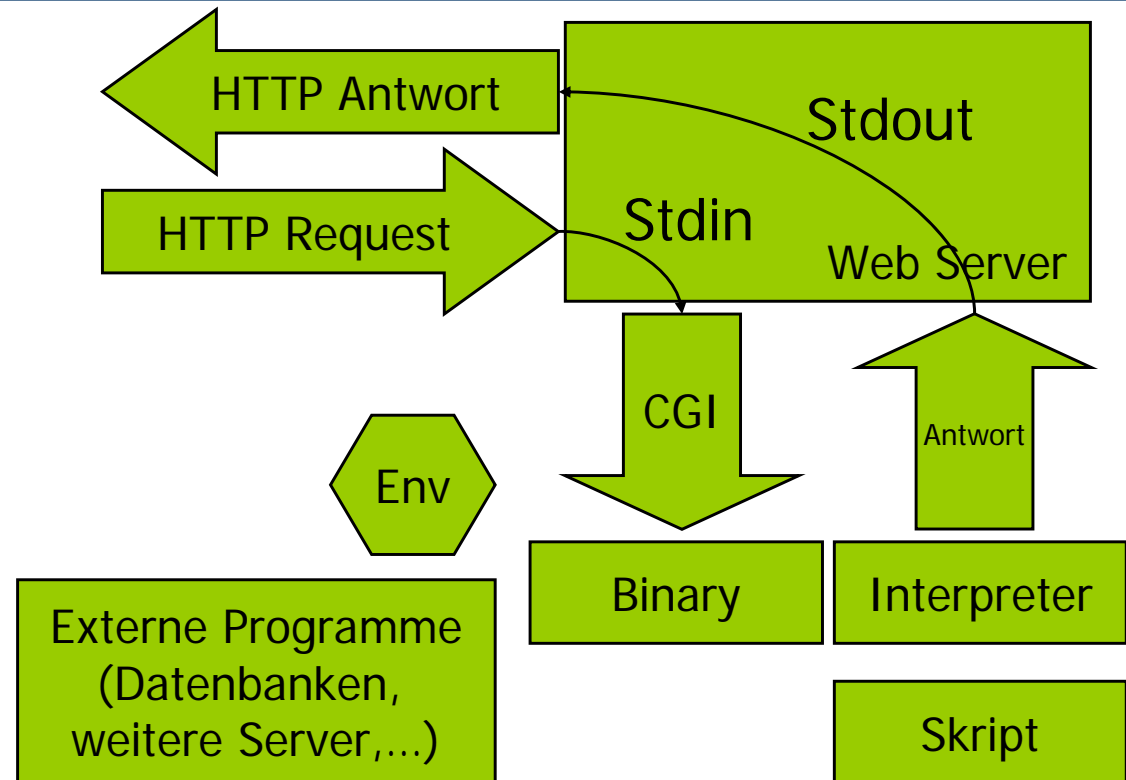 HTTP Antwort
Stdout
Stdin
HTTP Request
Web Server
CGI
Antwort
Env
Binary
Interpreter
Externe Programme
(Datenbanken,
weitere Server,...)
Skript